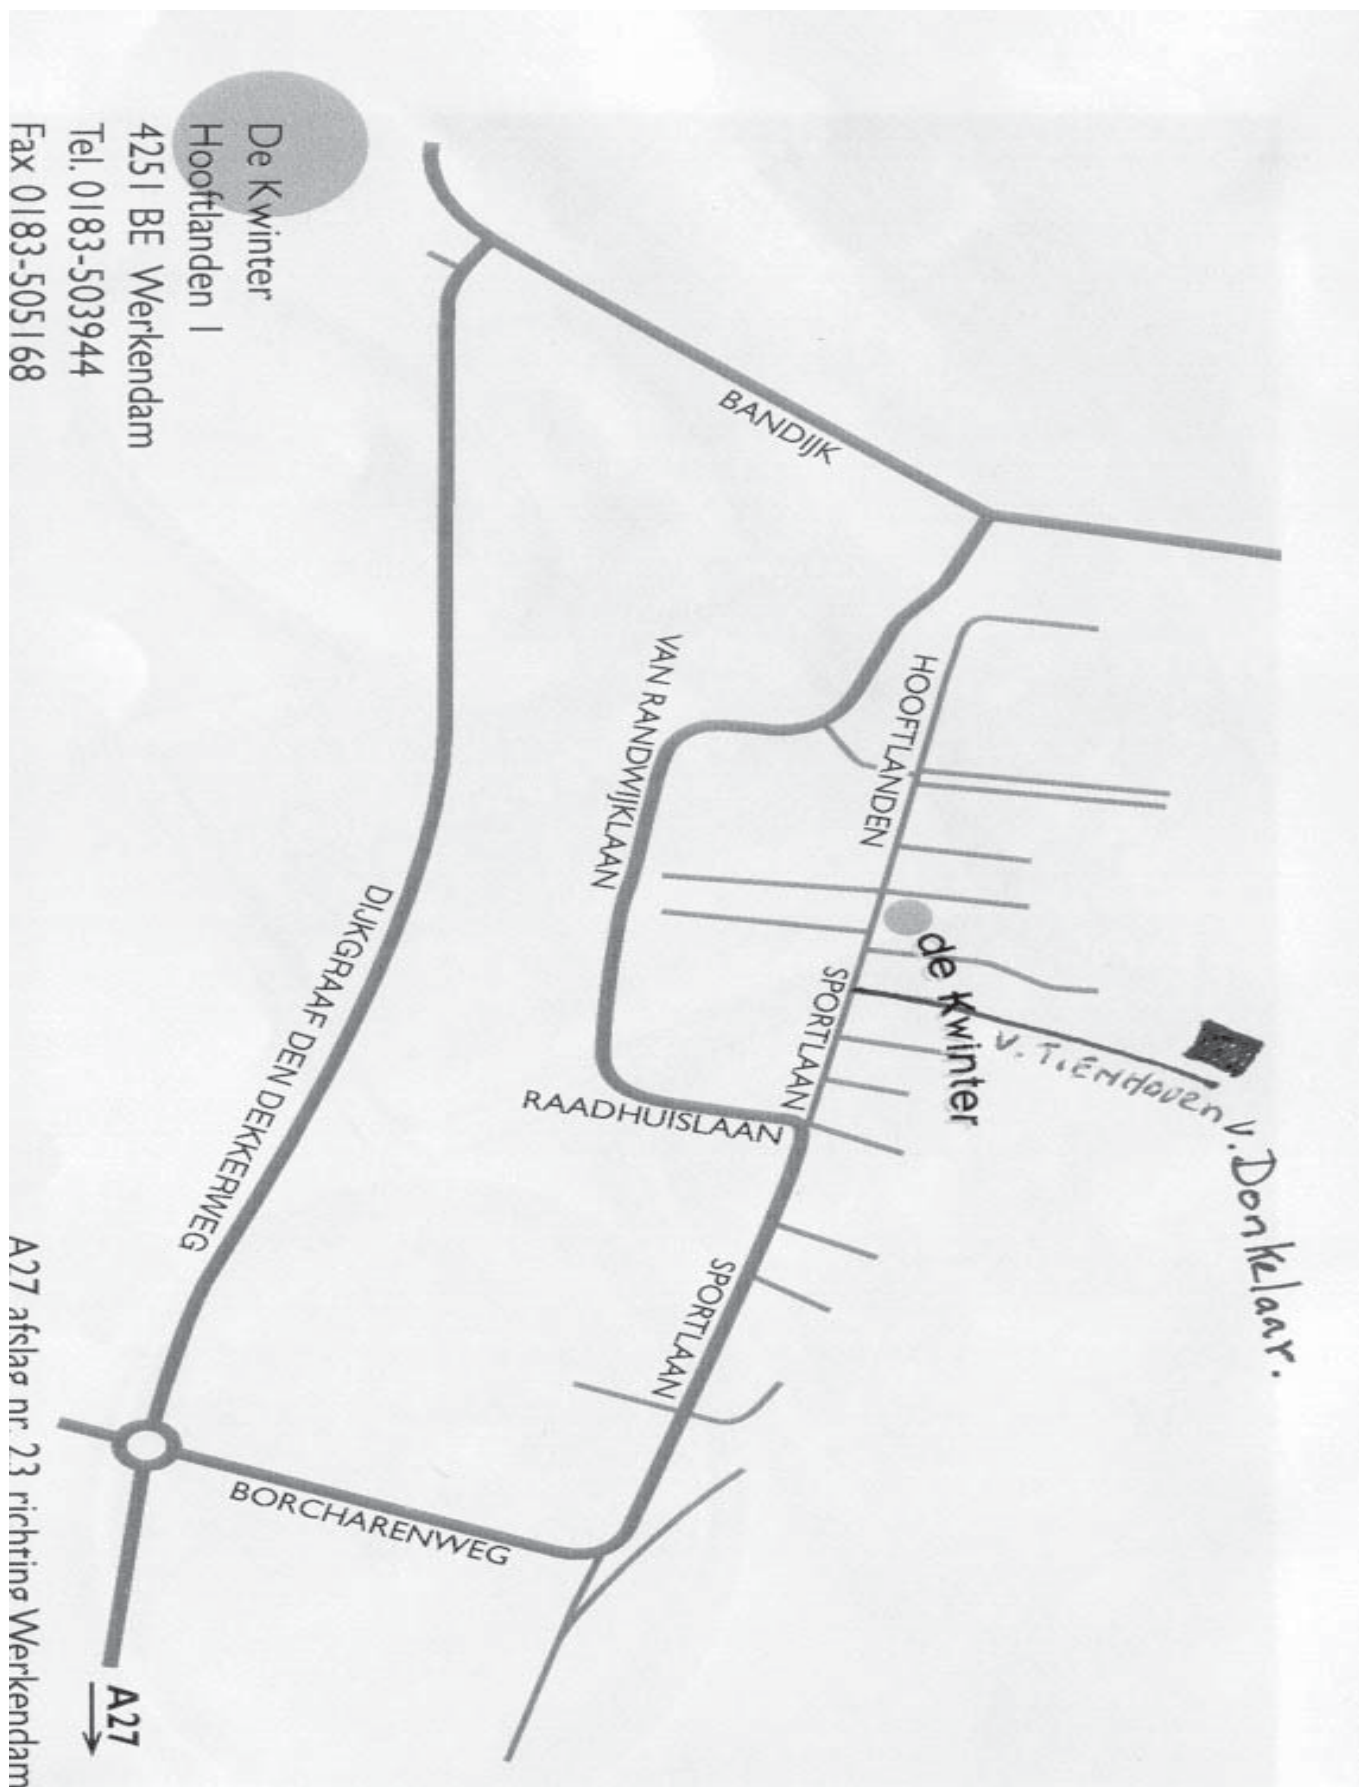 De Kwinter
Hooftlanden 1
4251 BE Werkendam
Tel. 0183-503944
Fax 0183-505168
BANDIJK
HOOFTLANDEN
VAN RANDWIJKLAAN
de Kwinter
SPORTLAAN
v. TIENHOVEN
v. Donkelaar.
RAADHUISLAAN
DIJKGRAAF DEN DEKKERWEG
SPORTLAAN
BORCHARENWEG
A27
A27 afslag nr. 23 richting Werkendam